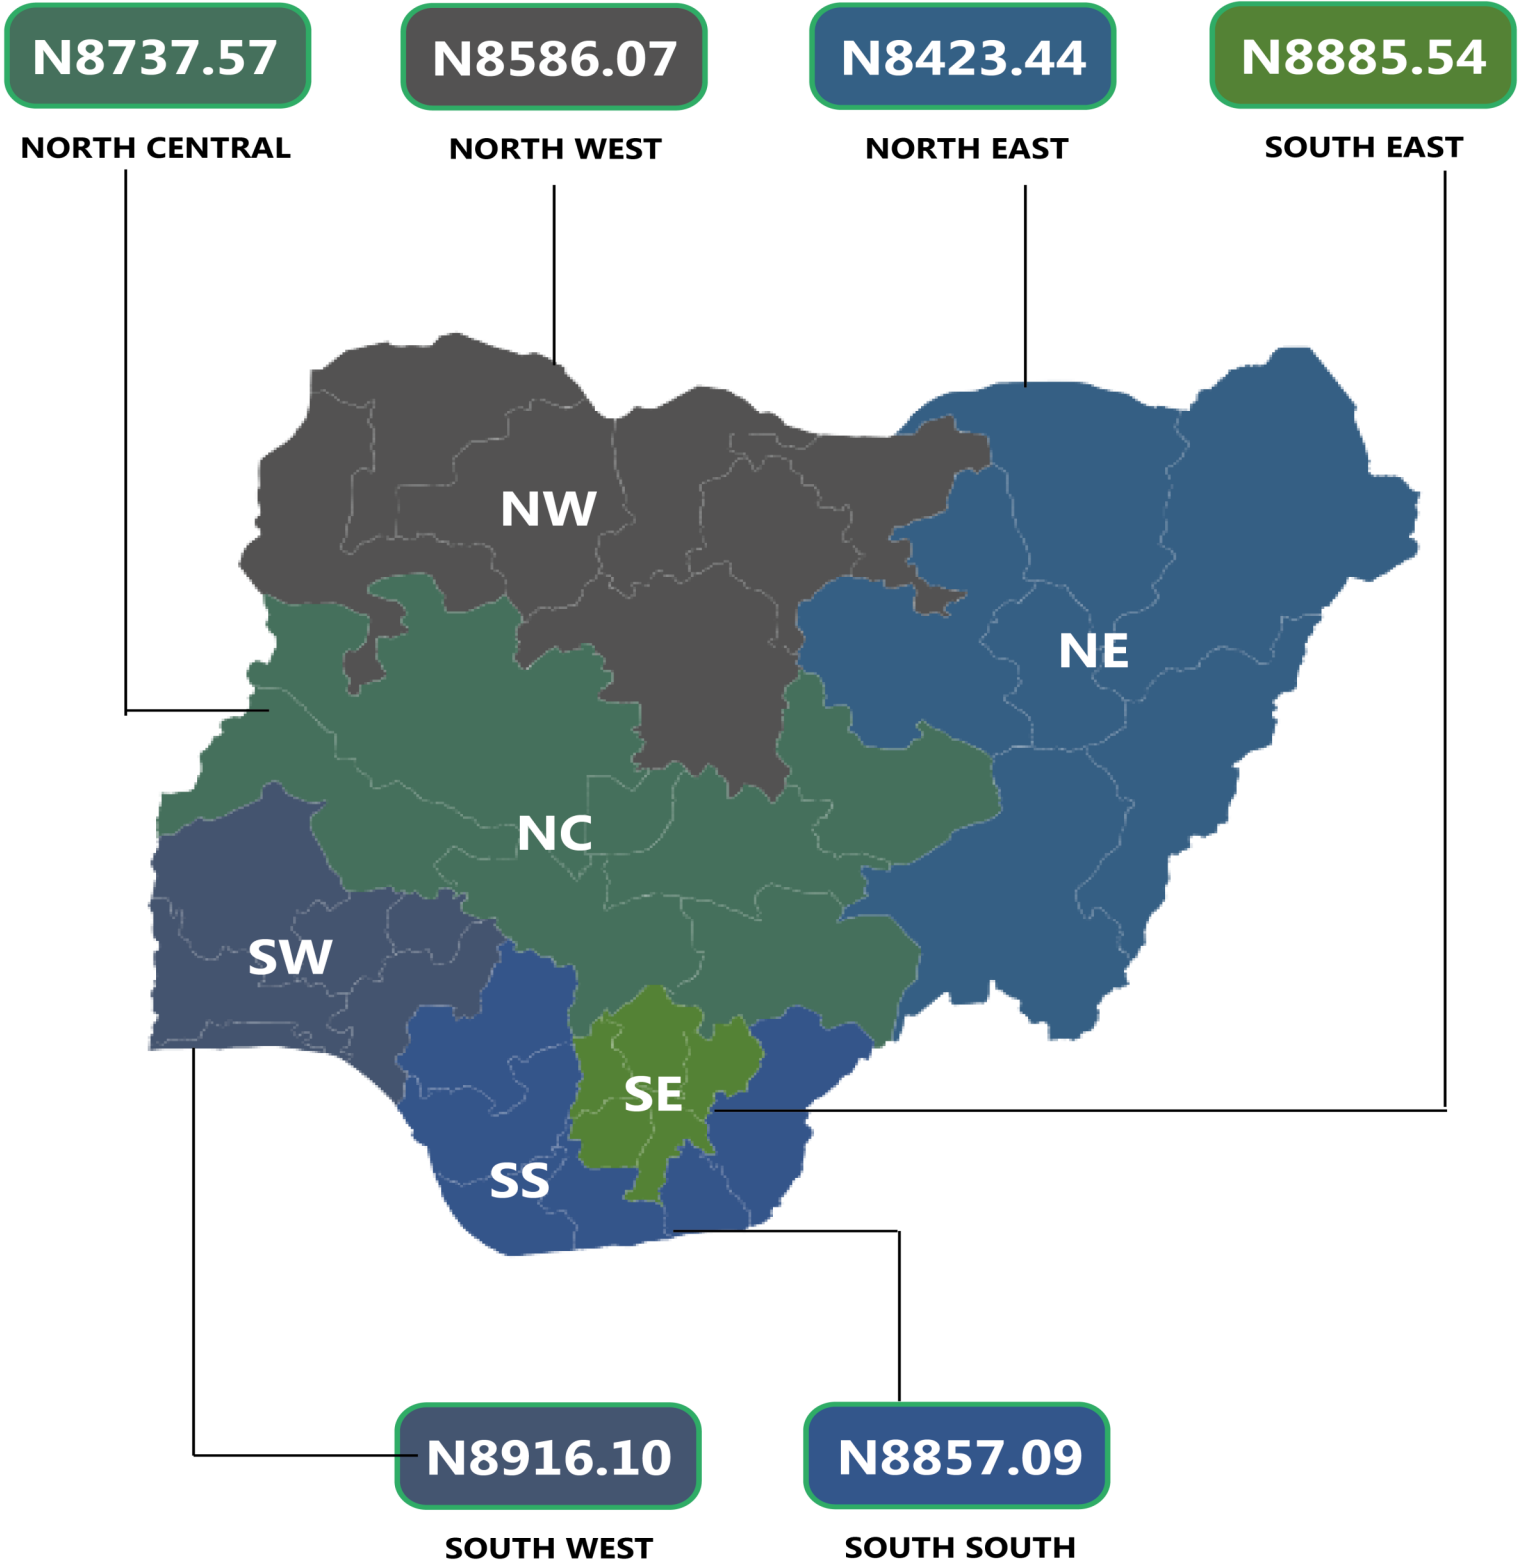 N8737.57
NORTH CENTRAL
N8586.07
NORTH WEST
N8423.44
NORTH EAST
N8885.54
SOUTH EAST
NW
NE
NC
SW
SE
SS
N8916.10
SOUTH WEST
N8857.09
SOUTH SOUTH